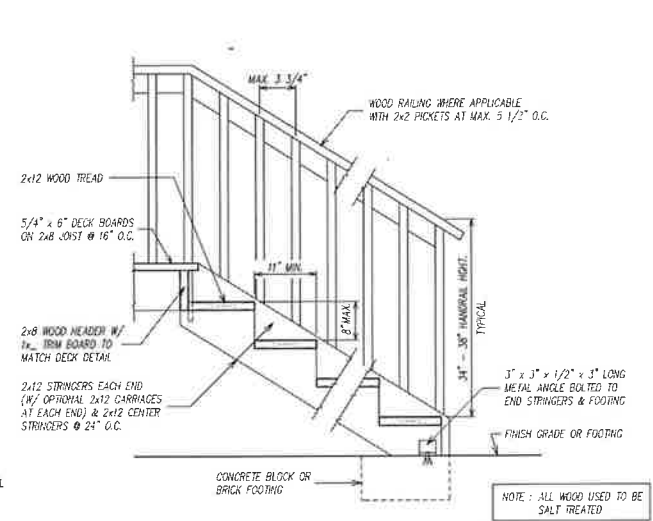 MAX. 3 3/4"
WOOD RAILING WHERE APPLICABLE
WITH 2x2 PICKETS AT MAX. 5 1/2" O.C.
2x12 WOOD TREAD
5/4" x 6" DECK BOARDS
ON 2x8 JOIST @ 16" O.C.
11" MIN.
8" MAX.
34" - 38" HANDRAIL HGHT.
TYPICAL
2x8 WOOD HEADER W/
1x_ TRIM BOARD TO
MATCH DECK DETAIL
2x12 STRINGERS EACH END
(W/ OPTIONAL 2x12 CARRIAGES
AT EACH END) & 2x12 CENTER
STRINGERS @ 24" O.C.
3" x 3" x 1/2" x 3" LONG
METAL ANGLE BOLTED TO
END STRINGERS & FOOTING
FINISH GRADE OR FOOTING
CONCRETE BLOCK OR
BRICK FOOTING
NOTE : ALL WOOD USED TO BE
SALT TREATED